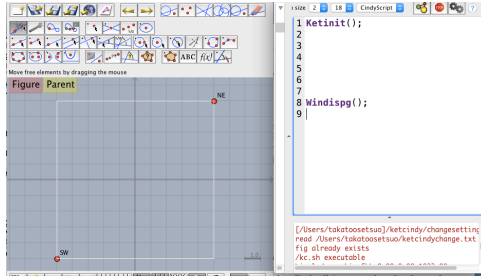 size 2 18 CindyScript
ABC f(x)
Move free elements by dragging the mouse
Figure Parent
NE
SW
1 Ketinit();
2
3
4
5
6
7
8 Windispg();
9
[/Users/takatoosetsuo]/ketcindy/changesetting
read /Users/takatoosetsuo/ketcindychange.txt
fig already exists
/kc.sh executable